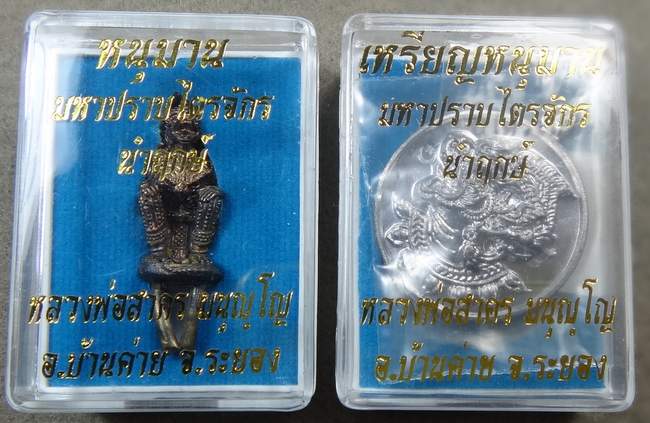 หนุมาน
มหาปราบไตรจักร
นำฤกษ์
หลวงพ่อสาคร มนุญโญ
อ.บ้านค่าย จ.ระยอง
เหรียญหนุมาน
มหาปราบไตรจักร
นำฤกษ์
หลวงพ่อสาคร มนุญโญ
อ.บ้านค่าย จ.ระยอง